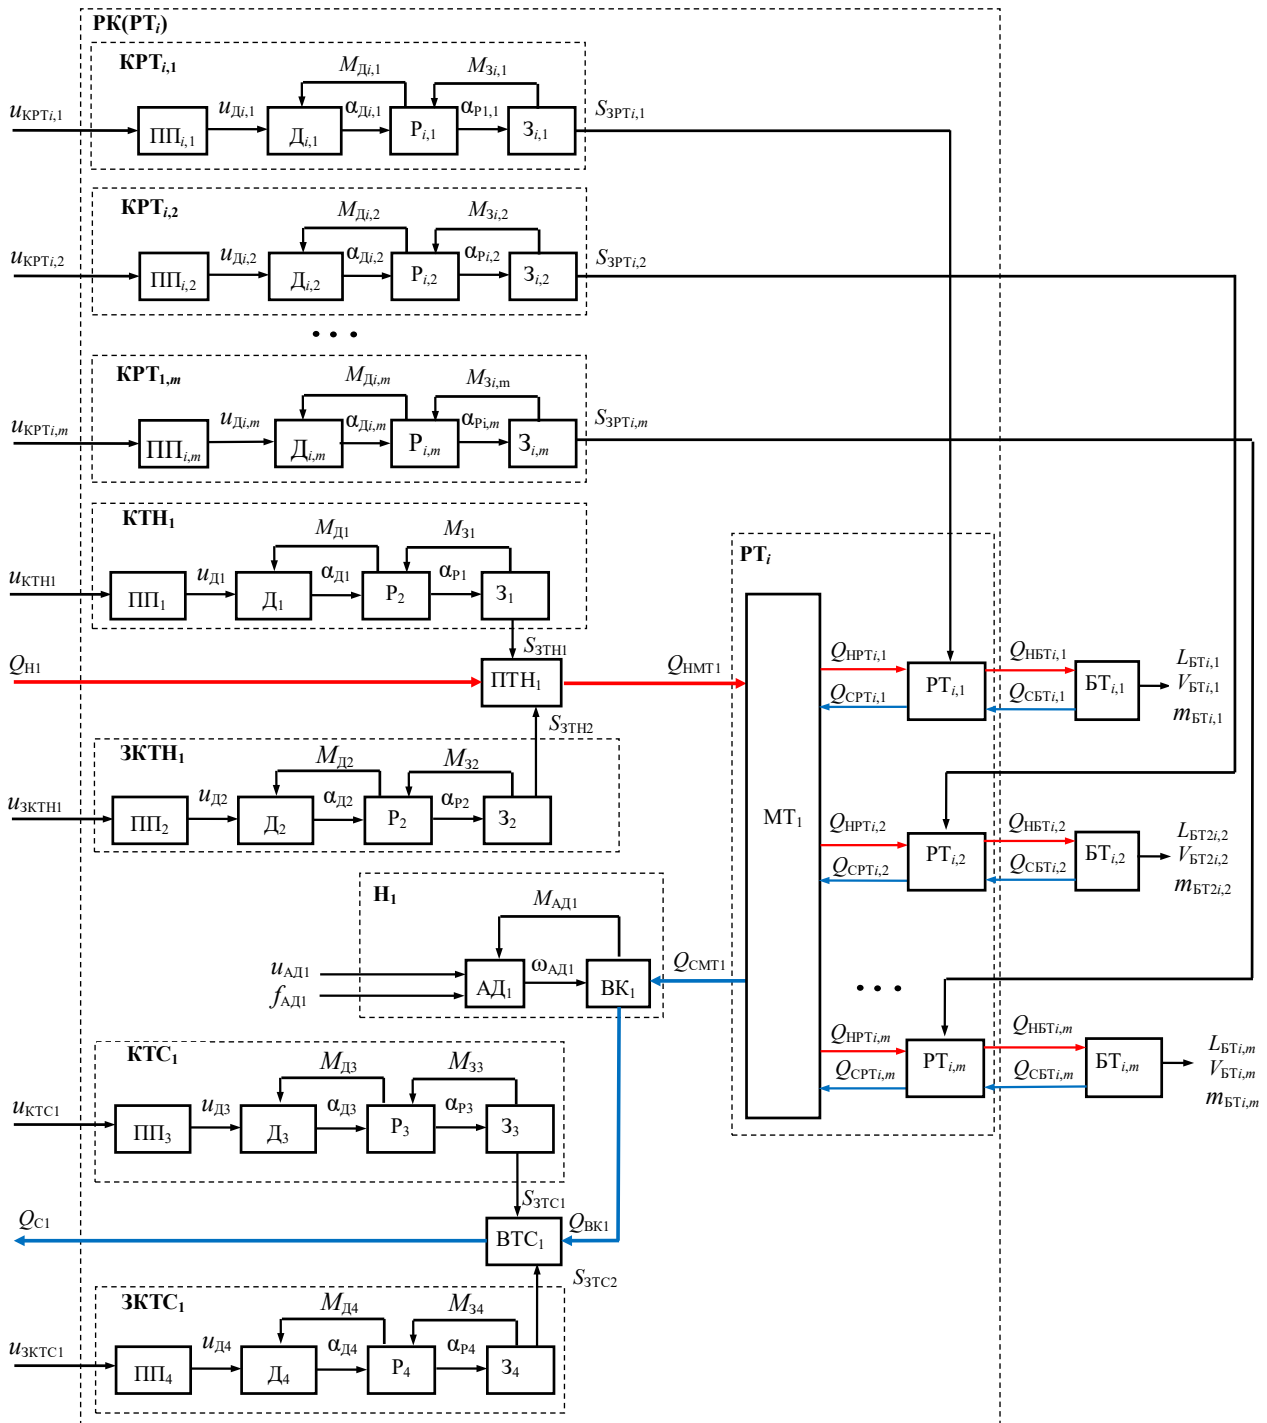 РК(РТi)
КРТi,1
MДi,1
MЗi,1
uКРТi,1
uДi,1
αДi,1
αР1,1
SЗРТi,1
ППi,1
Дi,1
Рi,1
Зi,1
КРТi,2
MДi,2
MЗi,2
uКРТi,2
uДi,2
αДi,2
αРi,2
SЗРТi,2
ППi,2
Дi,2
Рi,2
Зi,2
• • •
КРТ1,m
MДi,m
MЗi,m
uКРТi,m
uДi,m
αДi,m
αРi,m
SЗРТi,m
ППi,m
Дi,m
Рi,m
Зi,m
КТН1
MД1
MЗ1
uКТН1
uД1
αД1
αР1
ПП1
Д1
Р2
З1
SЗТН1
QН1
ПТН1
QНМТ1
SЗТН2
ЗКТН1
MД2
MЗ2
uЗКТН1
uД2
αД2
αР2
ПП2
Д2
Р2
З2
РТi
МТ1
QНРТi,1
QСРТi,1
РТi,1
QНБТi,1
QСБТi,1
БТi,1
LБТi,1
VБТi,1
mБТi,1
QНРТi,2
QСРТi,2
РТi,2
QНБТi,2
QСБТi,2
БТi,2
LБТ2i,2
VБТ2i,2
mБТ2i,2
• • •
QНРТi,m
QСРТi,m
РТi,m
QНБТi,m
QСБТi,m
БТi,m
LБТi,m
VБТi,m
mБТi,m
Н1
MАД1
uАД1
fАД1
АД1
ωАД1
ВК1
QСМТ1
КТС1
MД3
MЗ3
uКТС1
uД3
αД3
αР3
ПП3
Д3
Р3
З3
SЗТС1
QС1
ВТС1
QВК1
SЗТС2
ЗКТС1
MД4
MЗ4
uЗКТС1
uД4
αД4
αР4
ПП4
Д4
Р4
З4